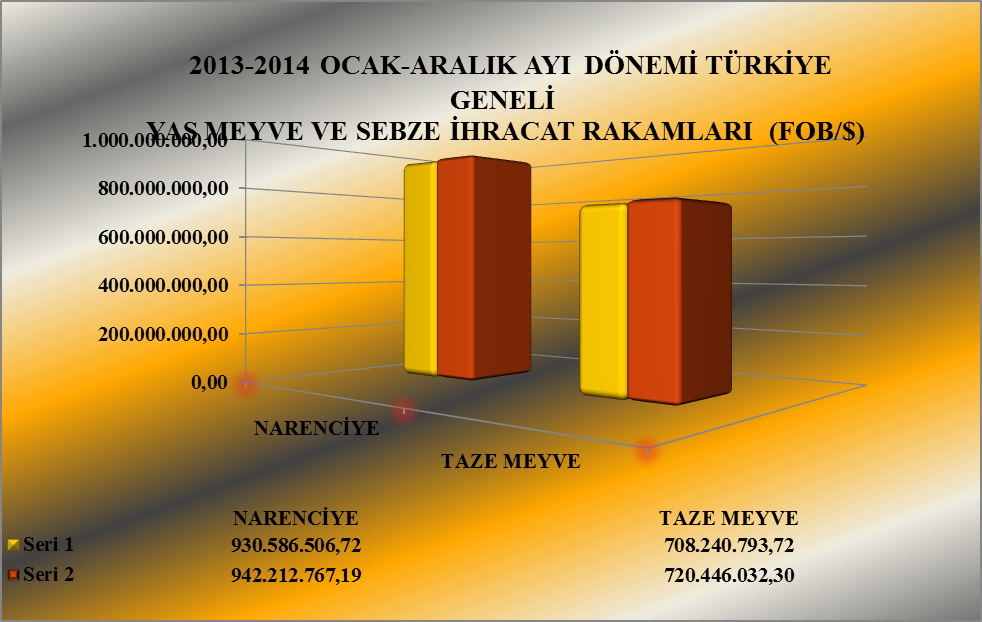 2013-2014 OCAK-ARALIK AYI DÖNEMİ TÜRKİYE
GENELİ
YAŞ MEYVE VE SEBZE İHRACAT RAKAMLARI (FOB/$)
1.000.000.000,00
800.000.000,00
600.000.000,00
400.000.000,00
200.000.000,00
0,00
NARENCİYE
TAZE MEYVE
NARENCİYE TAZE MEYVE
Seri 1 930.586.506,72 708.240.793,72
Seri 2 942.212.767,19 720.446.032,30